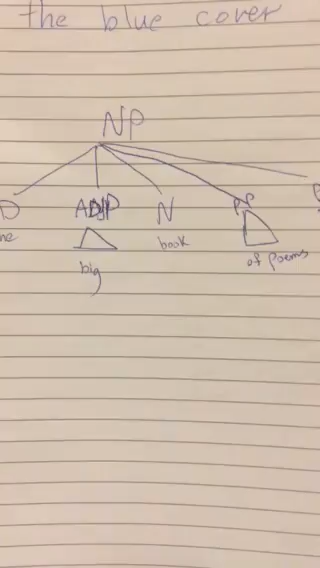 the blue cover
NP
D ADJP N PP
book
big of poems